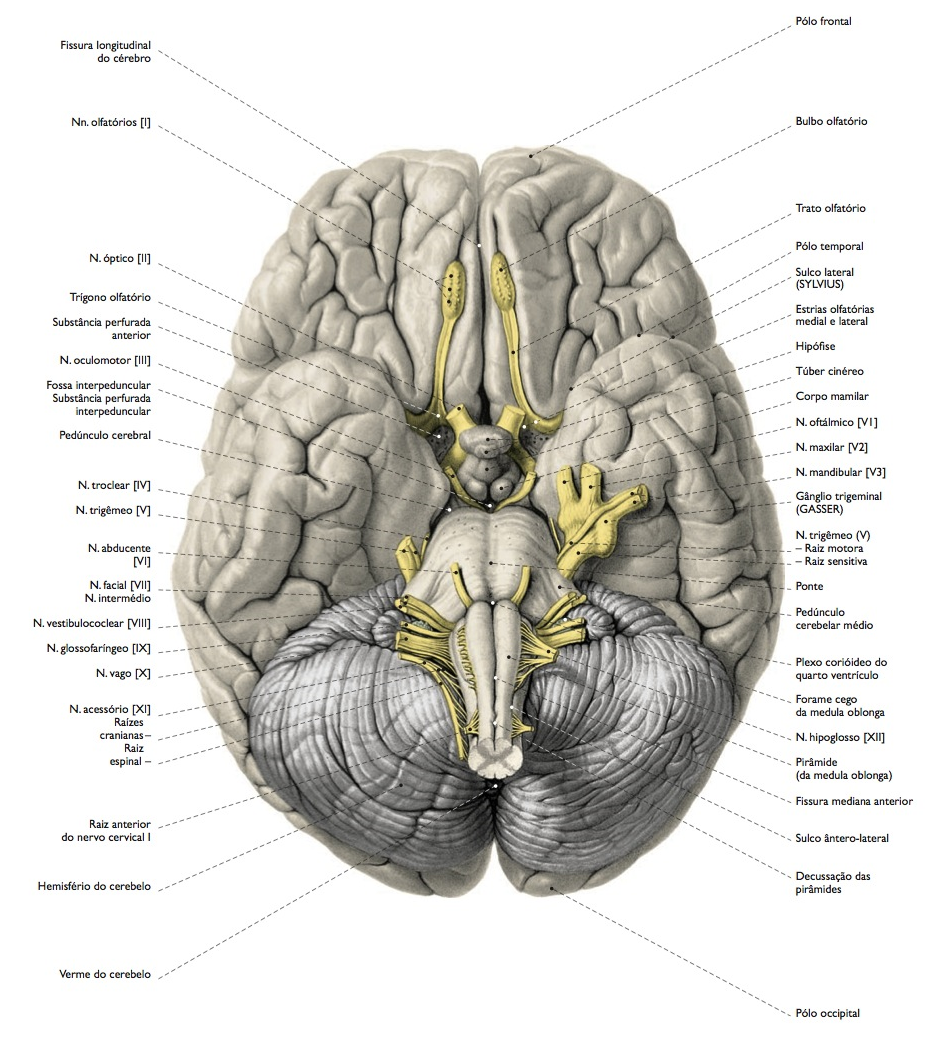 Fissura longitudinal
do cérebro
Nn. olfatórios [I]
N. óptico [II]
Trígono olfatório
Substância perfurada
anterior
N. oculomotor [III]
Fossa interpeduncular
Substância perfurada
interpeduncular
Pedúnculo cerebral
N. troclear [IV]
N. trigêmeo [V]
N. abducente
[VI]
N. facial [VII]
N. intermédio
N. vestibulococlear [VIII]
N. glossofaríngeo [IX]
N. vago [X]
N. acessório [XI]
Raízes
cranianas –
Raiz
espinal –
Raiz anterior
do nervo cervical I
Hemisfério do cerebelo
Verme do cerebelo
Pólo frontal
Bulbo olfatório
Trato olfatório
Pólo temporal
Sulco lateral
(SYLVIUS)
Estrias olfatórias
medial e lateral
Hipófise
Túber cinéreo
Corpo mamilar
N. oftálmico [V1]
N. maxilar [V2]
N. mandibular [V3]
Gânglio trigeminal
(GASSER)
N. trigêmeo (V)
– Raiz motora
– Raiz sensitiva
Ponte
Pedúnculo
cerebelar médio
Plexo corióideo do
quarto ventrículo
Forame cego
da medula oblonga
N. hipoglosso [XII]
Pirâmide
(da medula oblonga)
Fissura mediana anterior
Sulco ântero-lateral
Decussação das
pirâmides
Pólo occipital